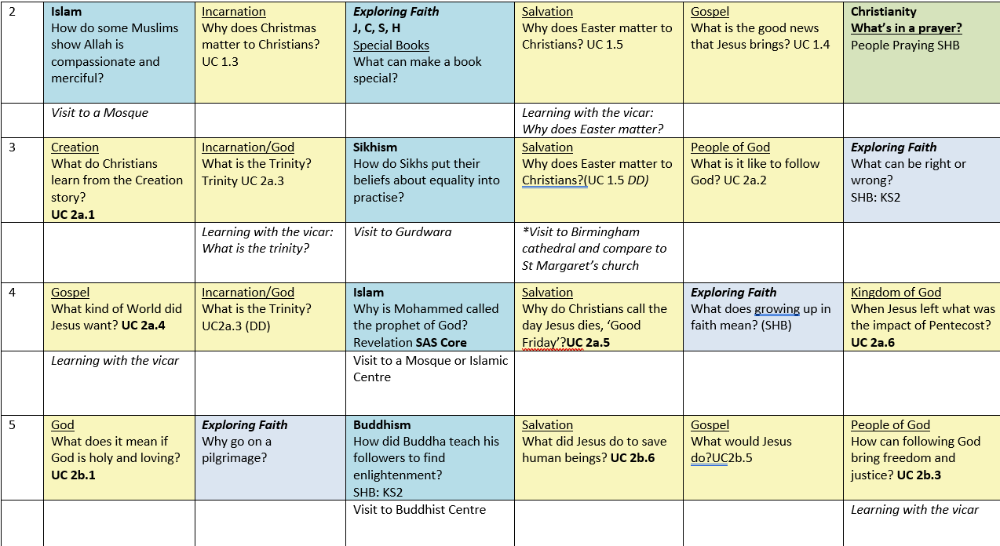 2
Islam
How do some Muslims
show Allah is
compassionate and
merciful?
Incarnation
Why does Christmas
matter to Christians?
UC 1.3
Exploring Faith
J, C, S, H
Special Books
What can make a book
special?
Salvation
Why does Easter matter to
Christians? UC 1.5
Gospel
What is the good news
that Jesus brings? UC 1.4
Christianity
What's in a prayer?
People Praying SHB
Visit to a Mosque
Learning with the vicar:
Why does Easter matter?
3
Creation
What do Christians
learn from the Creation
story?
UC 2a.1
Incarnation/God
What is the Trinity?
Trinity UC 2a.3
Sikhism
How do Sikhs put their
beliefs about equality into
practise?
Salvation
Why does Easter matter to
Christians?(UC 1.5 DD)
People of God
What is it like to follow
God? UC 2a.2
Exploring Faith
What can be right or
wrong?
SHB: KS2
Learning with the vicar:
What is the trinity?
Visit to Gurdwara
*Visit to Birmingham
cathedral and compare to
St Margaret's church
4
Gospel
What kind of World did
Jesus want? UC 2a.4
Incarnation/God
What is the Trinity?
UC2a.3 (DD)
Islam
Why is Mohammed called
the prophet of God?
Revelation SAS Core
Salvation
Why do Christians call the
day Jesus dies, 'Good
Friday'?UC 2a.5
Exploring Faith
What does growing up in
faith mean? (SHB)
Kingdom of God
When Jesus left what was
the impact of Pentecost?
UC 2a.6
Learning with the vicar
Visit to a Mosque or Islamic
Centre
5
God
What does it mean if
God is holy and loving?
UC 2b.1
Exploring Faith
Why go on a
pilgrimage?
Buddhism
How did Buddha teach his
followers to find
enlightenment?
SHB: KS2
Salvation
What did Jesus do to save
human beings? UC 2b.6
Gospel
What would Jesus
do?UC2b.5
People of God
How can following God
bring freedom and
justice? UC 2b.3
Visit to Buddhist Centre
Learning with the vicar